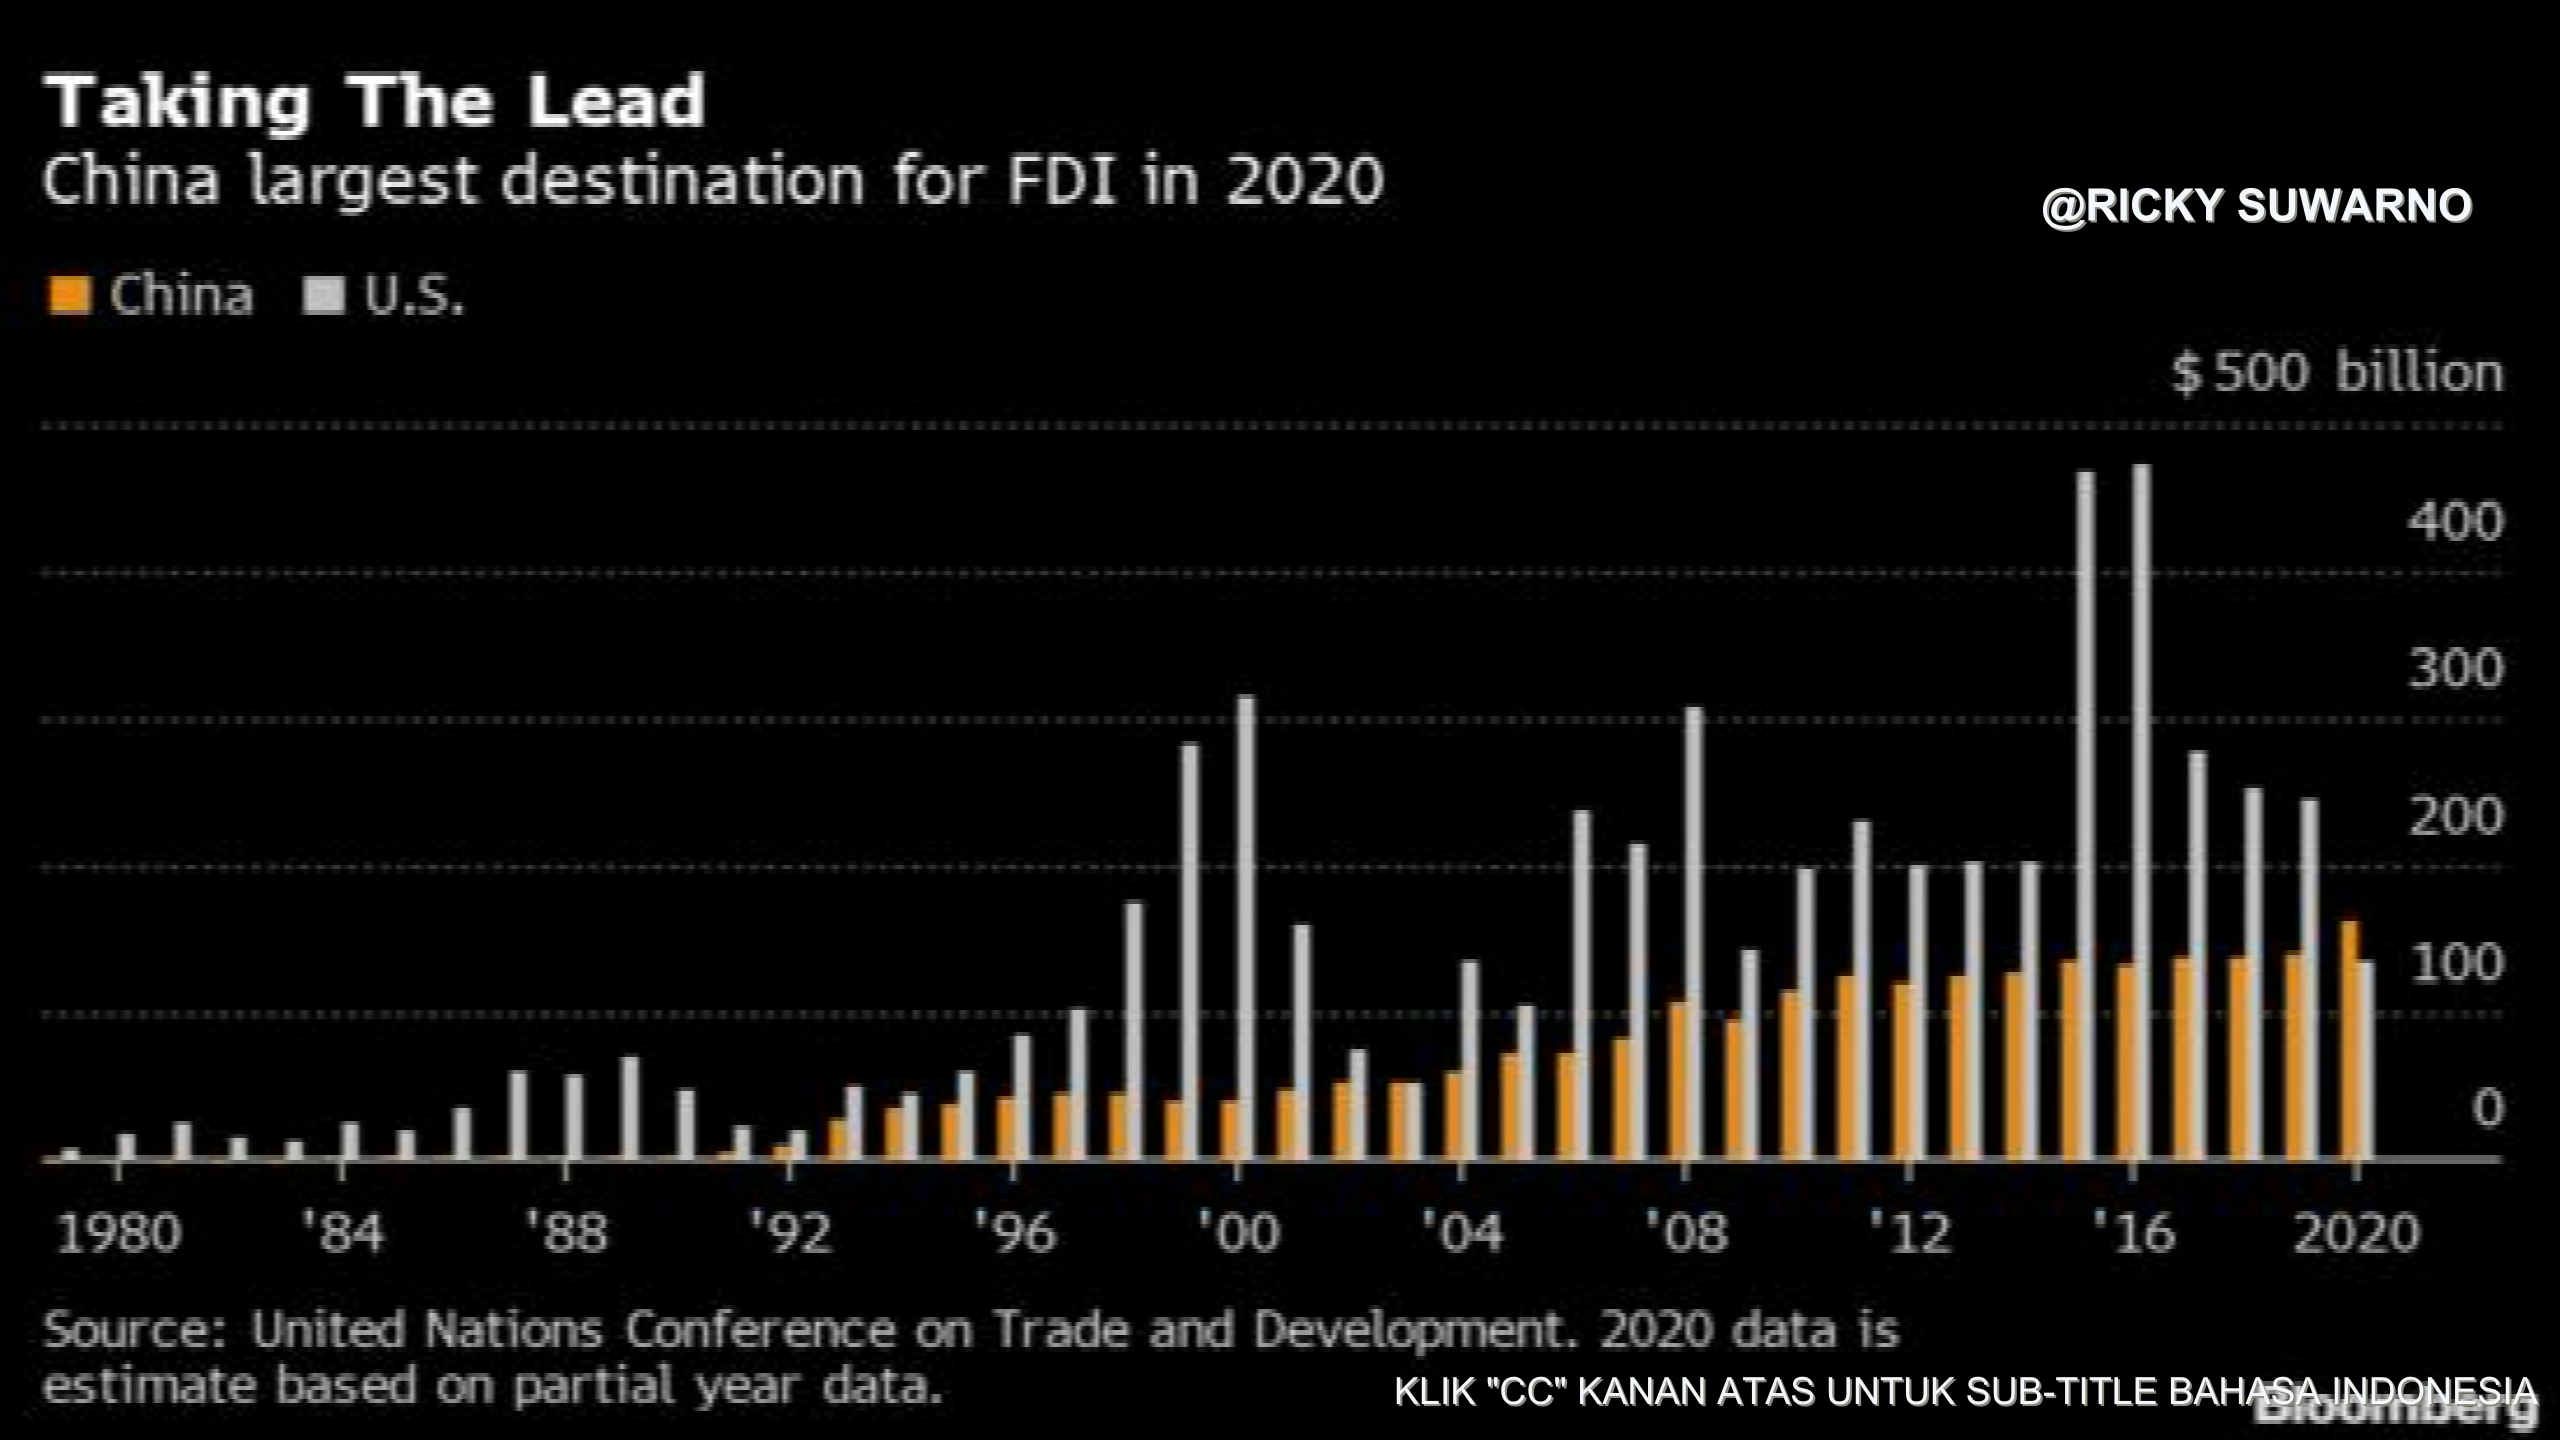 Taking The Lead
China largest destination for FDI in 2020
@RICKY SUWARNO
China U.S.
$500 billion
400
300
200
100
0
1980 '84 '88 '92 '96 '00 '04 '08 '12 '16 2020
Source: United Nations Conference on Trade and Development. 2020 data is
estimate based on partial year data.
KLIK "CC" KANAN ATAS UNTUK SUB-TITLE BAHASA INDONESIA
Bloomberg